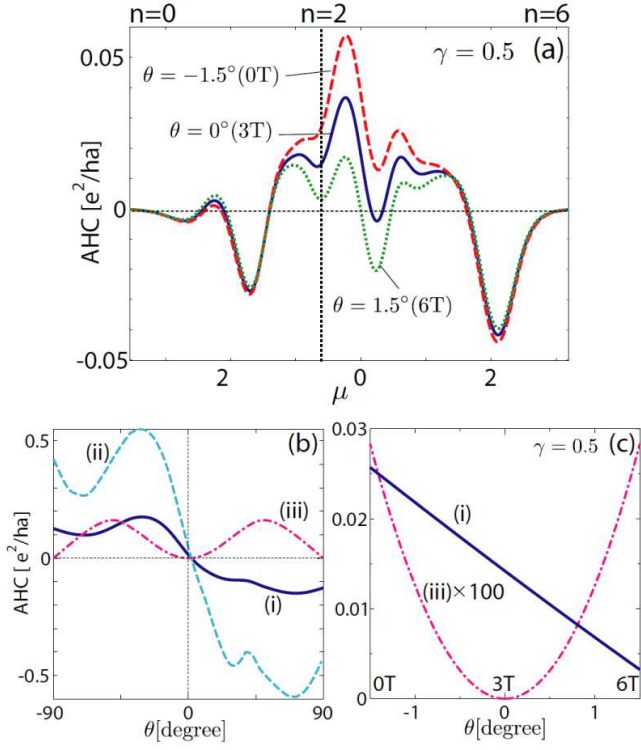 n=0 n=2 n=6
0.05
γ = 0.5 (a)
θ = −1.5°(0T)
θ = 0°(3T)
AHC [e²/ha]
0
θ = 1.5°(6T)
-0.05
2 0 2
μ
0.5 (b)
(ii)
(iii)
AHC [ e²/ha]
0
(i)
-0.5
-90 0 90
θ[degree]
0.03 (c)
γ = 0.5
0.02
(i)
(iii)×100
0.01
0T 3T 6T
0
-1 0 1
θ[degree]